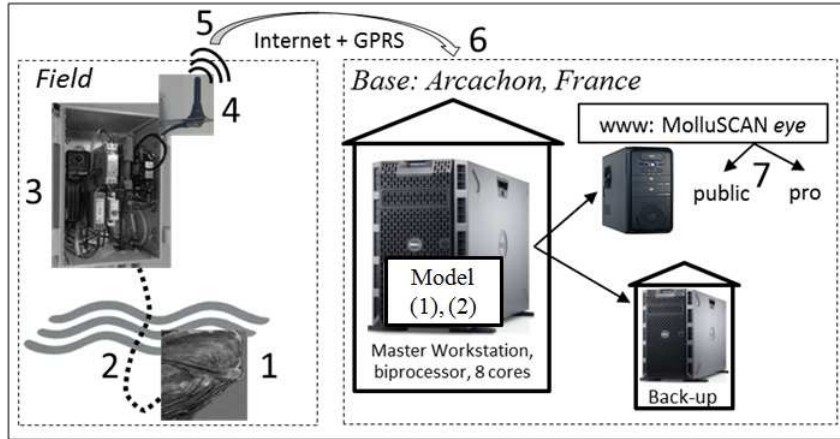 5
Internet + GPRS
6
Field
Base: Arcachon, France
4
www: MolluSCAN eye
3
7
public
pro
Model
(1), (2)
2
1
Master Workstation,
biprocessor, 8 cores
Back-up